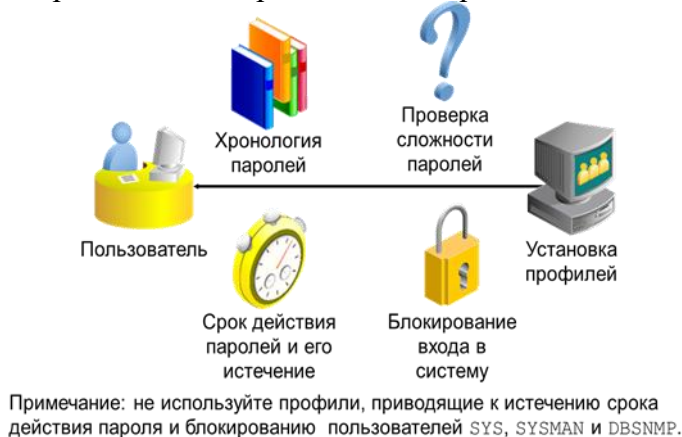 Хронология
паролей
Проверка
сложности
паролей
Пользователь
Установка
профилей
Срок действия
паролей и его
истечение
Блокирование
входа в
систему
Примечание: не используйте профили, приводящие к истечению срока
действия пароля и блокированию пользователей SYS, SYSMAN и DBSNMP.